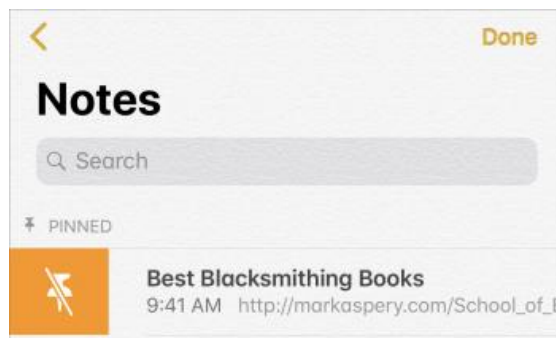 Done
Notes
Search
PINNED
Best Blacksmithing Books
9:41 AM http://markaspery.com/School_of_